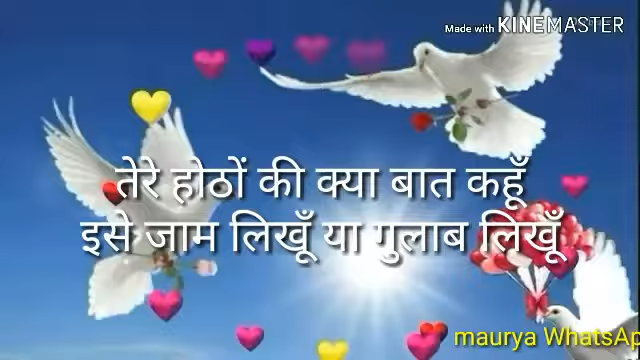 Made with KINEMASTER
तेरे होठों की क्या बात कहूँ
इसे जाम लिखूँ या गुलाब लिखूँ
maurya WhatsAp